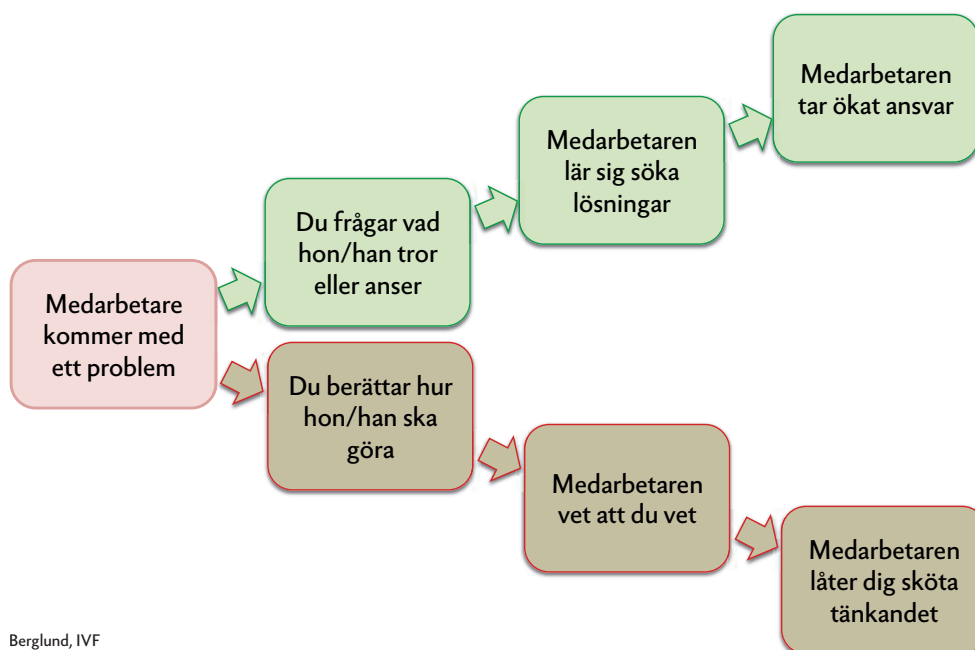 Medarbetare
kommer med
ett problem
Du frågar vad
hon/han tror
eller anser
Medarbetaren
lär sig söka
lösningar
Medarbetaren
tar ökat ansvar
Du berättar hur
hon/han ska
göra
Medarbetaren
vet att du vet
Medarbetaren
låter dig sköta
tänkandet
Berglund, IVF